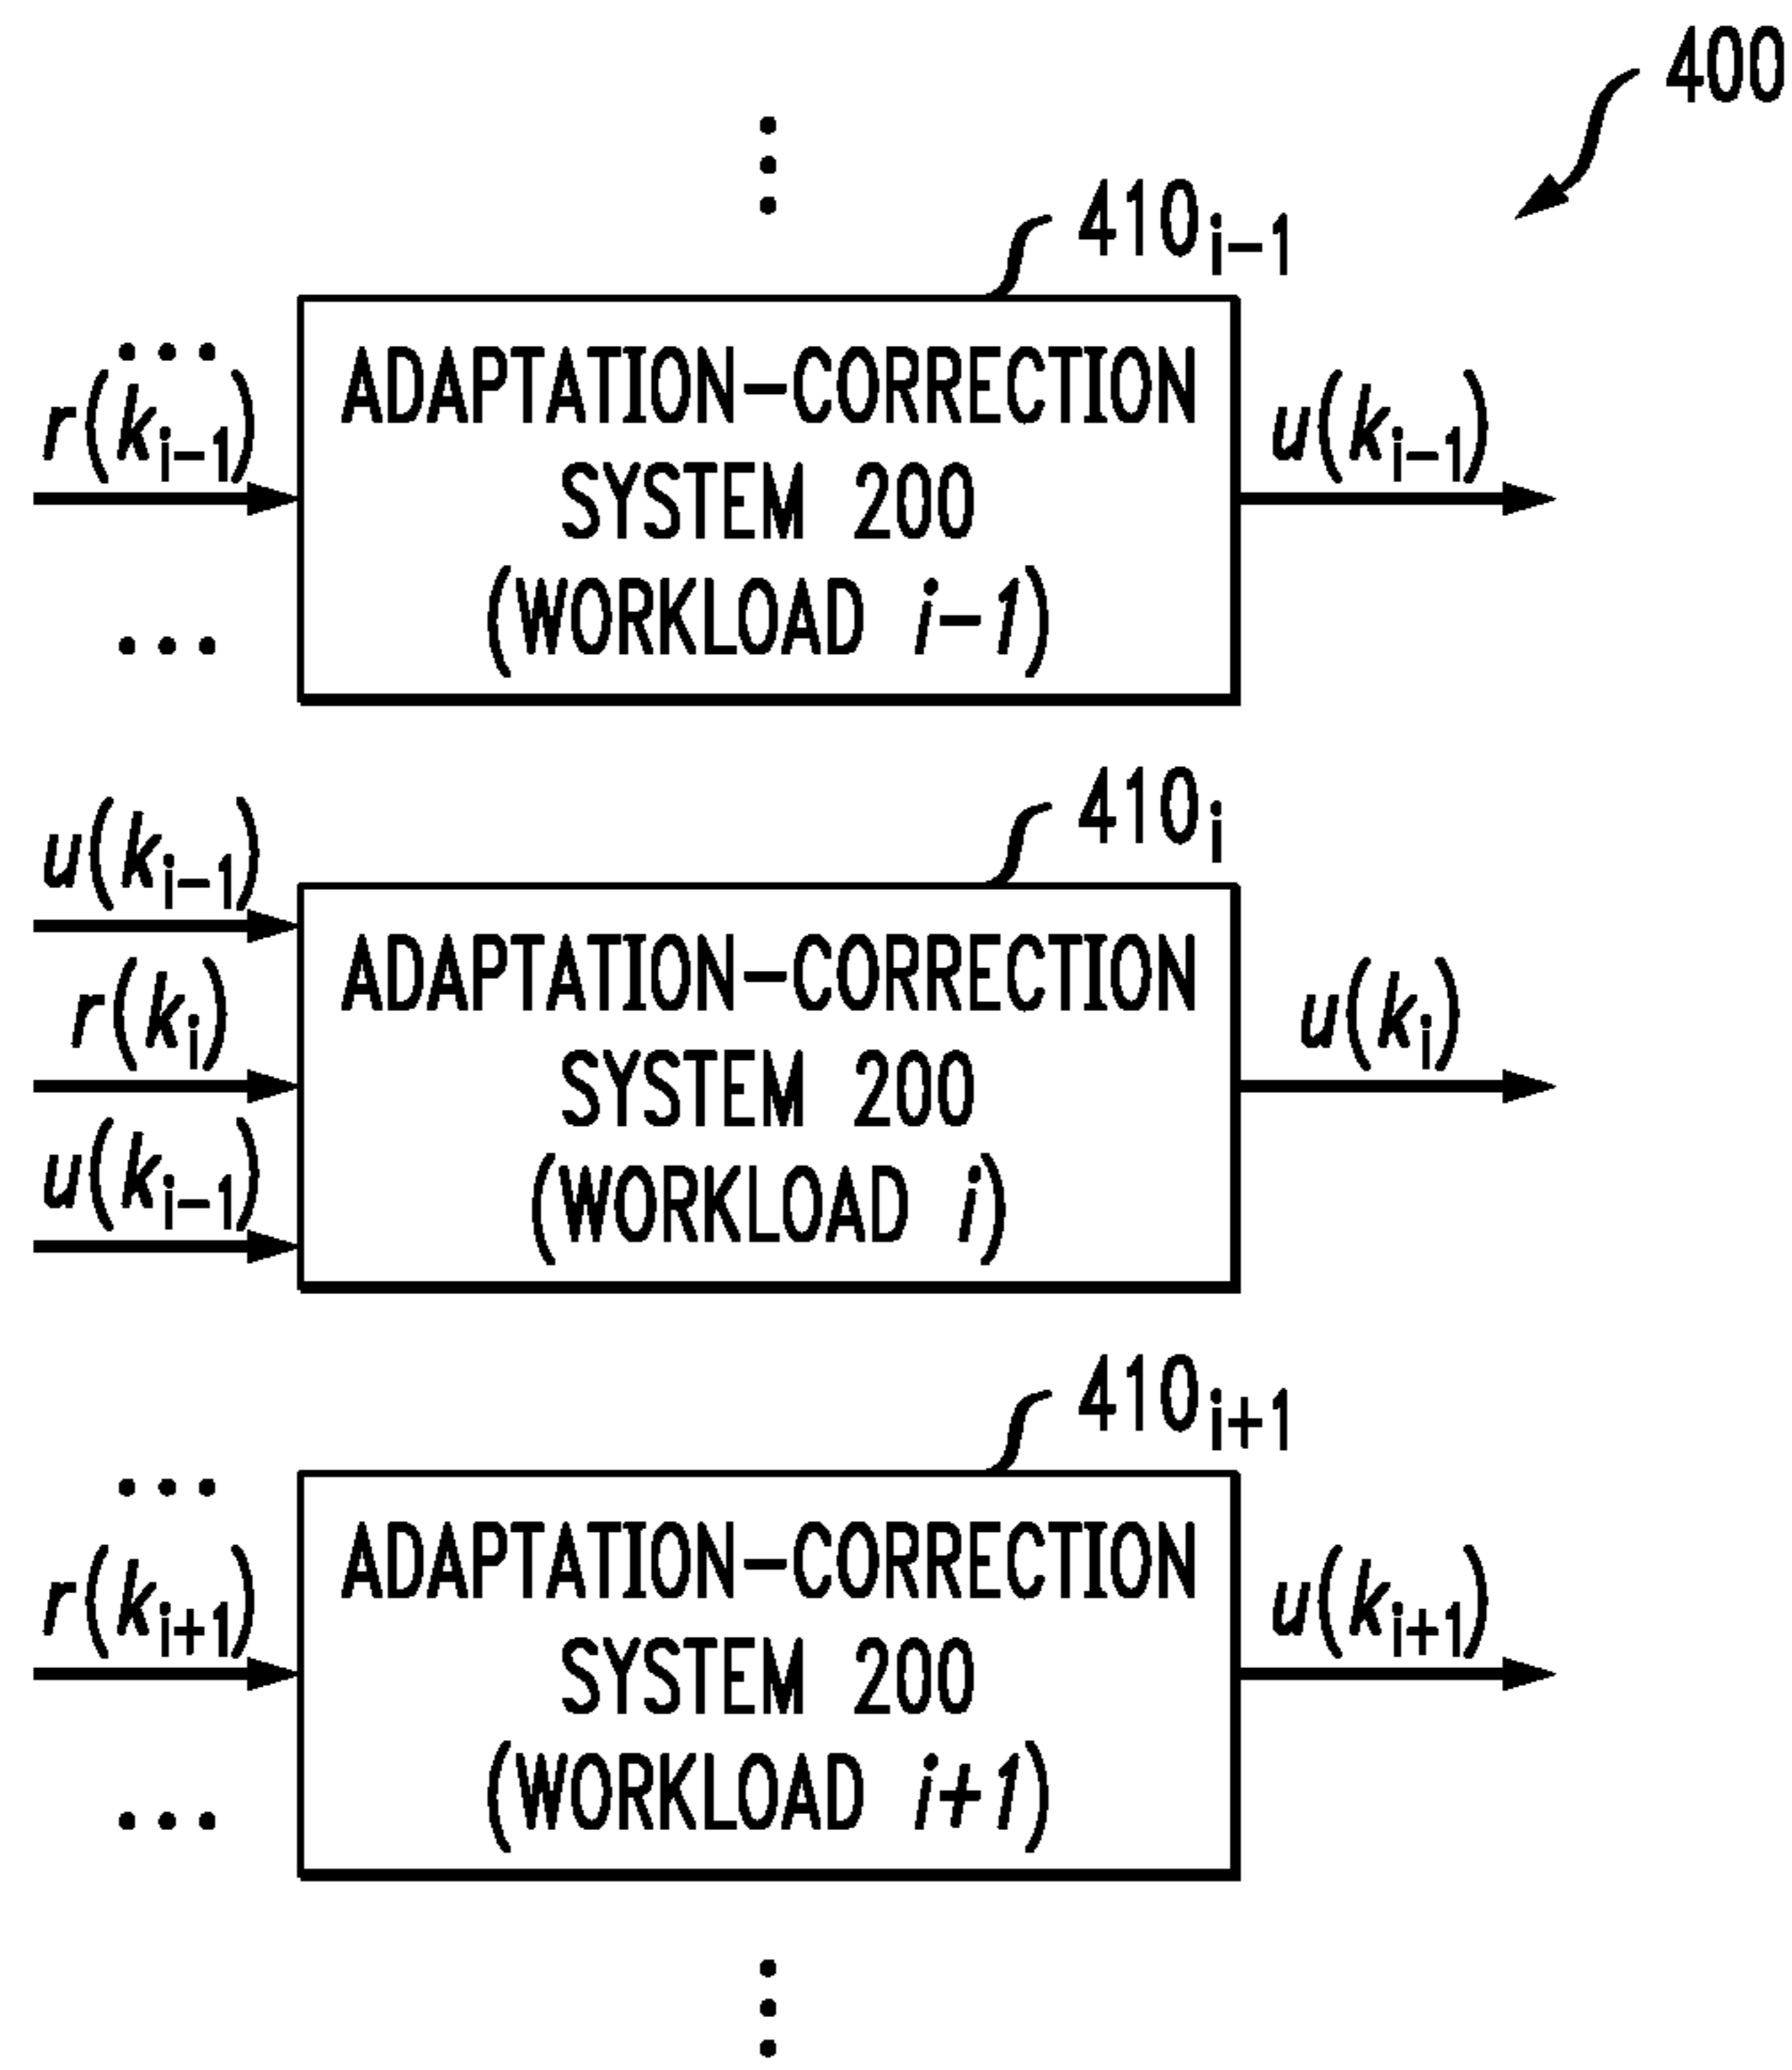 400
410i-1
...
r(ki-1)
...
ADAPTATION-CORRECTION
SYSTEM 200
(WORKLOAD i-1)
u(ki-1)
410i
u(ki-1)
r(ki)
u(ki-1)
ADAPTATION-CORRECTION
SYSTEM 200
(WORKLOAD i)
u(ki)
410i+1
...
r(ki+1)
...
ADAPTATION-CORRECTION
SYSTEM 200
(WORKLOAD i+1)
u(ki+1)